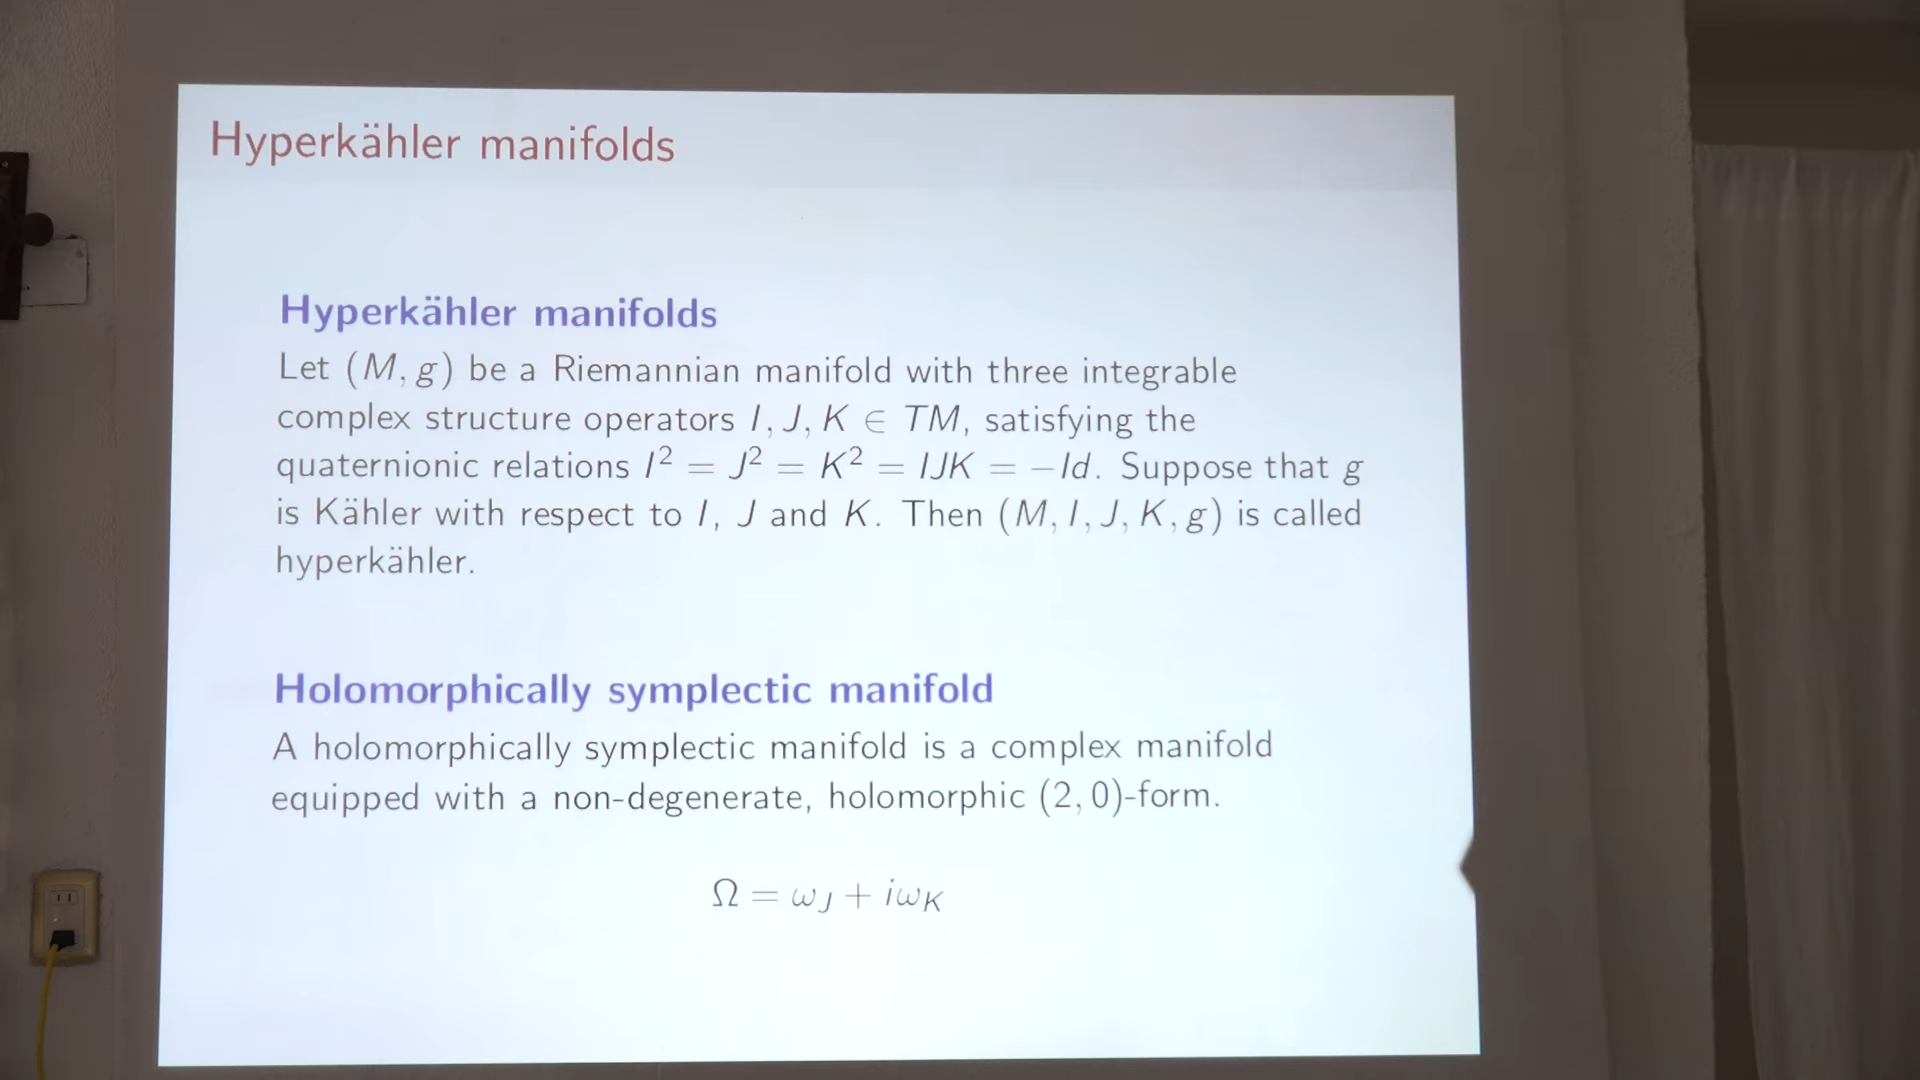 Hyperkähler manifolds
Hyperkähler manifolds
Let (M, g) be a Riemannian manifold with three integrable
complex structure operators I, J, K ∈ TM, satisfying the
quaternionic relations I² = J² = K² = IJK = −Id. Suppose that g
is Kähler with respect to I, J and K. Then (M, I, J, K, g) is called
hyperkähler.
Holomorphically symplectic manifold
A holomorphically symplectic manifold is a complex manifold
equipped with a non-degenerate, holomorphic (2, 0)-form.
Ω = ω_J + iω_K